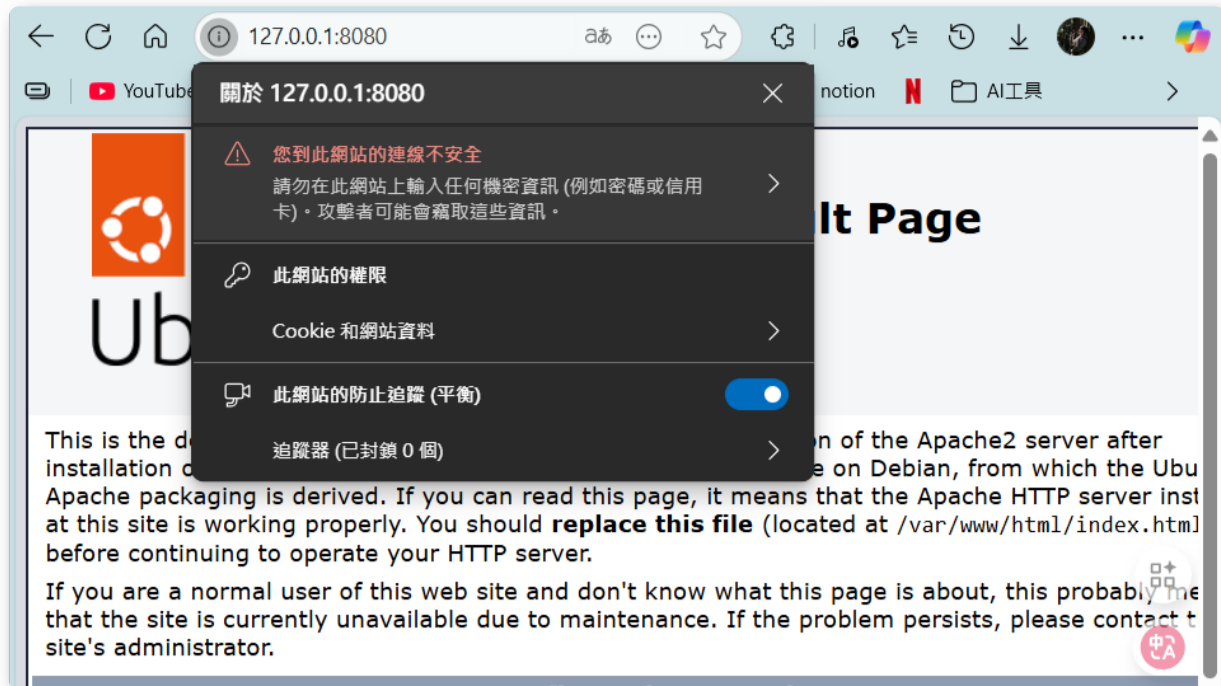 127.0.0.1:8080
aあ
YouTube
notion
N
AI工具
關於 127.0.0.1:8080
您到此網站的連線不安全
請勿在此網站上輸入任何機密資訊 (例如密碼或信用
卡)。攻擊者可能會竊取這些資訊。
此網站的權限
Cookie 和網站資料
此網站的防止追蹤 (平衡)
追蹤器 (已封鎖 0 個)
lt Page
Ub
This is the d
n of the Apache2 server after
installation
e on Debian, from which the Ubu
Apache packaging is derived. If you can read this page, it means that the Apache HTTP server inst
at this site is working properly. You should replace this file (located at /var/www/html/index.html
before continuing to operate your HTTP server.
If you are a normal user of this web site and don't know what this page is about, this probably me
that the site is currently unavailable due to maintenance. If the problem persists, please contact t
site's administrator.
中A